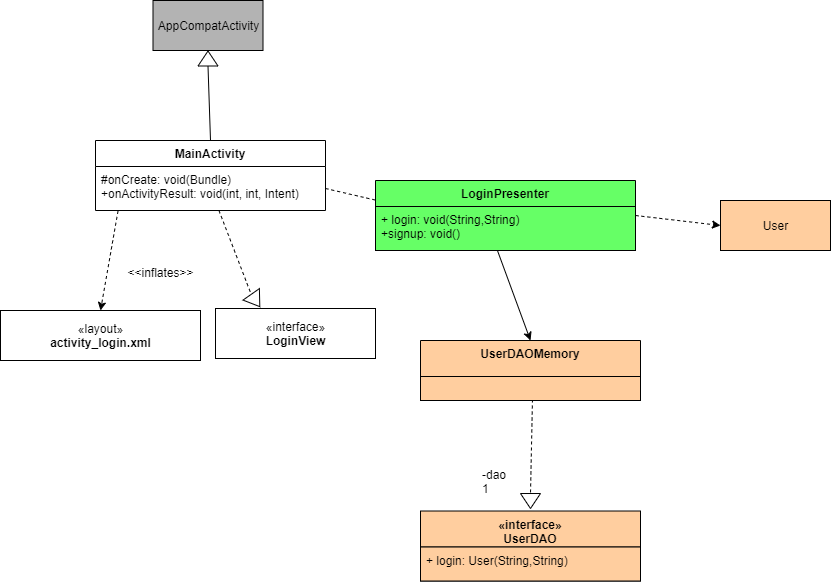 AppCompatActivity
MainActivity
#onCreate: void(Bundle)
+onActivityResult: void(int, int, Intent)
LoginPresenter
+ login: void(String,String)
+signup: void()
User
<<inflates>>
«layout»
activity_login.xml
«interface»
LoginView
UserDAOMemory
-dao
1
«interface»
UserDAO
+ login: User(String,String)